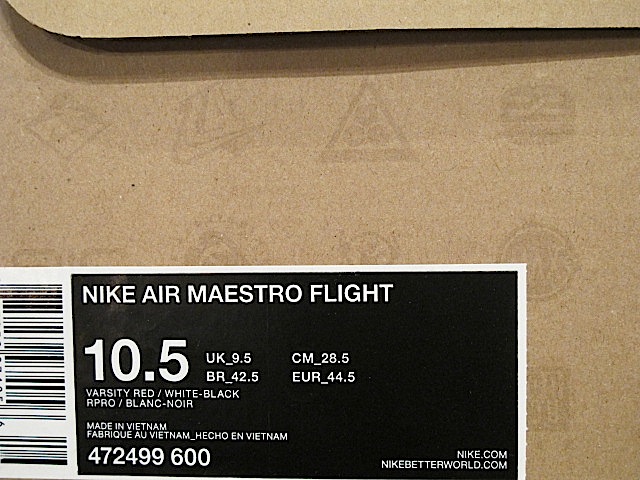 NIKE AIR MAESTRO FLIGHT
10.5 UK_9.5 CM_28.5
BR_42.5 EUR_44.5
VARSITY RED / WHITE-BLACK
RPRO / BLANC-NOIR
MADE IN VIETNAM
FABRIQUE AU VIETNAM_HECHO EN VIETNAM
472499 600
NIKE.COM
NIKEBETTERWORLD.COM